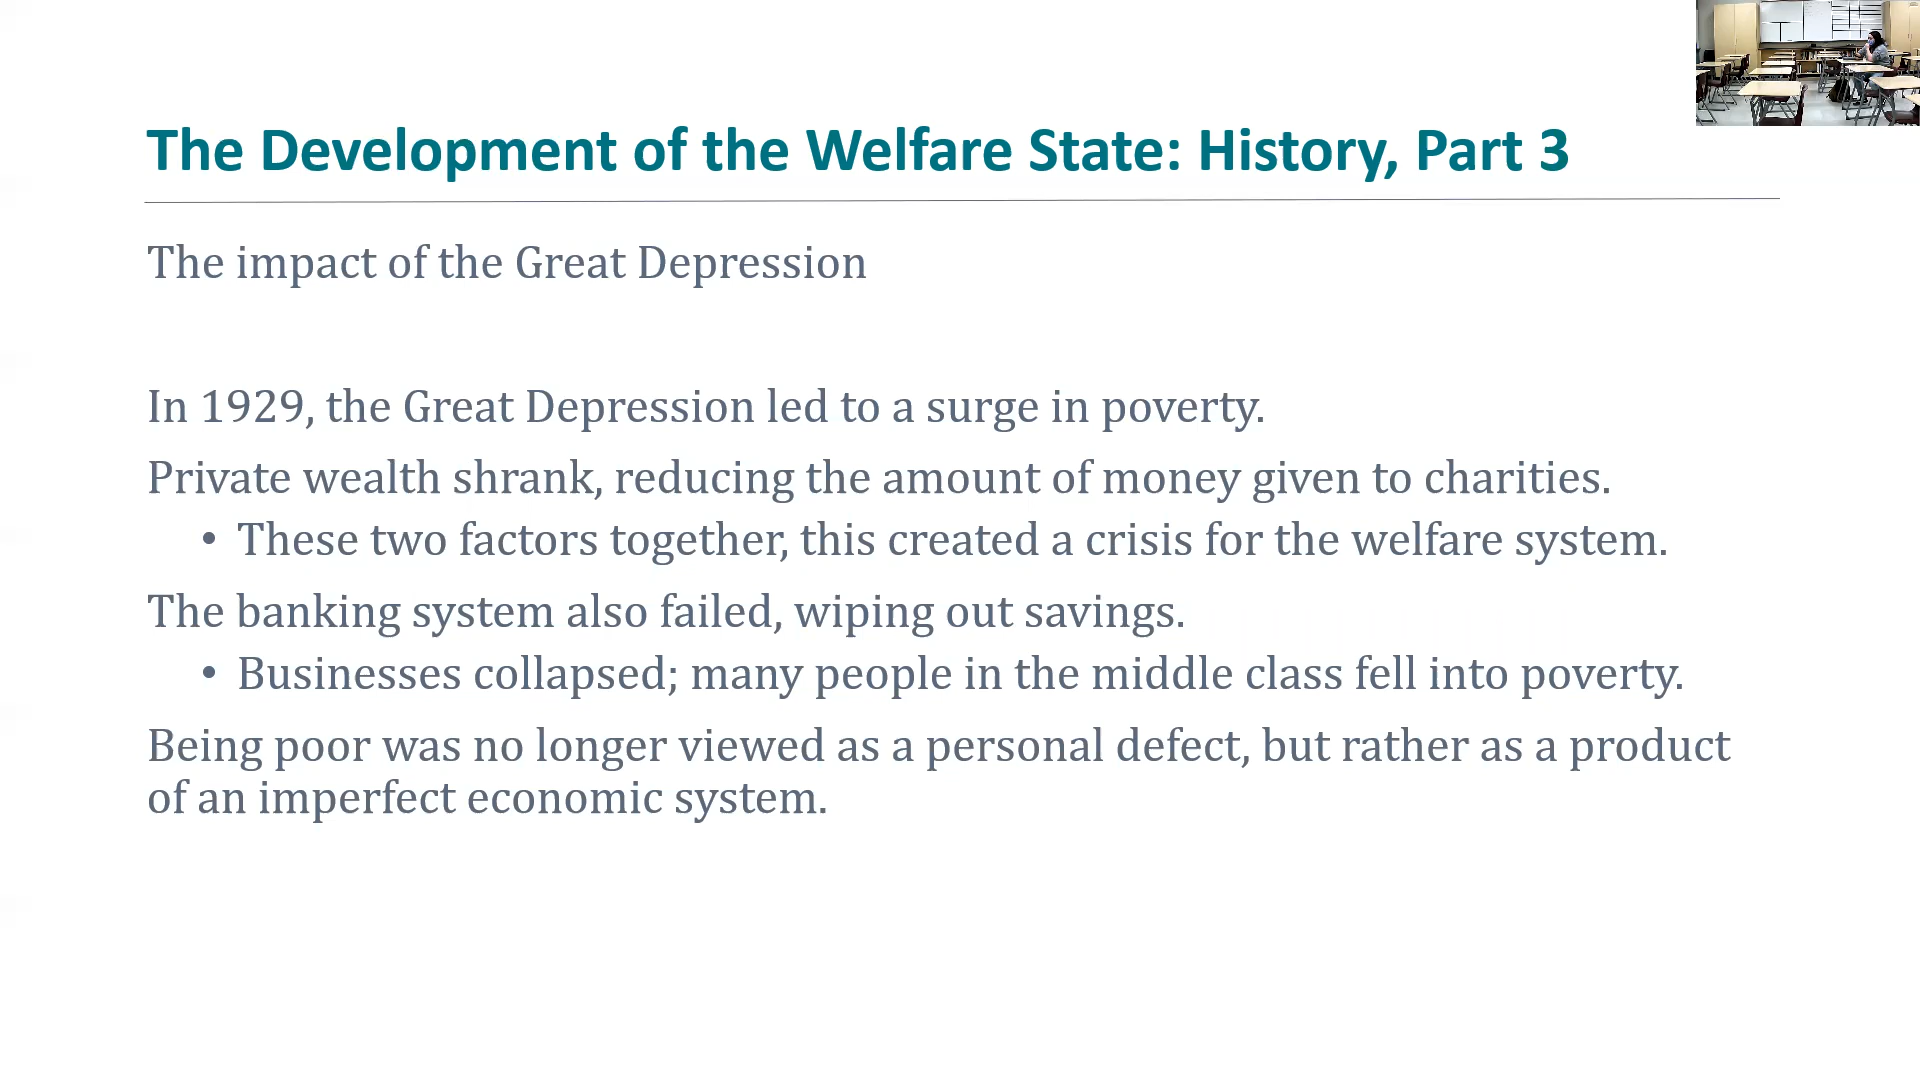 The Development of the Welfare State: History, Part 3
The impact of the Great Depression
In 1929, the Great Depression led to a surge in poverty.
Private wealth shrank, reducing the amount of money given to charities.
• These two factors together, this created a crisis for the welfare system.
The banking system also failed, wiping out savings.
• Businesses collapsed; many people in the middle class fell into poverty.
Being poor was no longer viewed as a personal defect, but rather as a product
of an imperfect economic system.